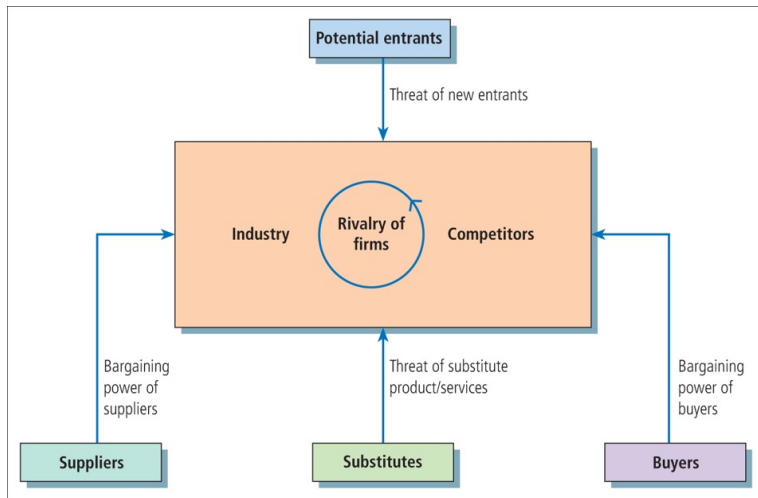 Potential entrants
Threat of new entrants
Industry
Rivalry of
firms
Competitors
Bargaining
power of
suppliers
Threat of substitute
product/services
Bargaining
power of
buyers
Suppliers
Substitutes
Buyers